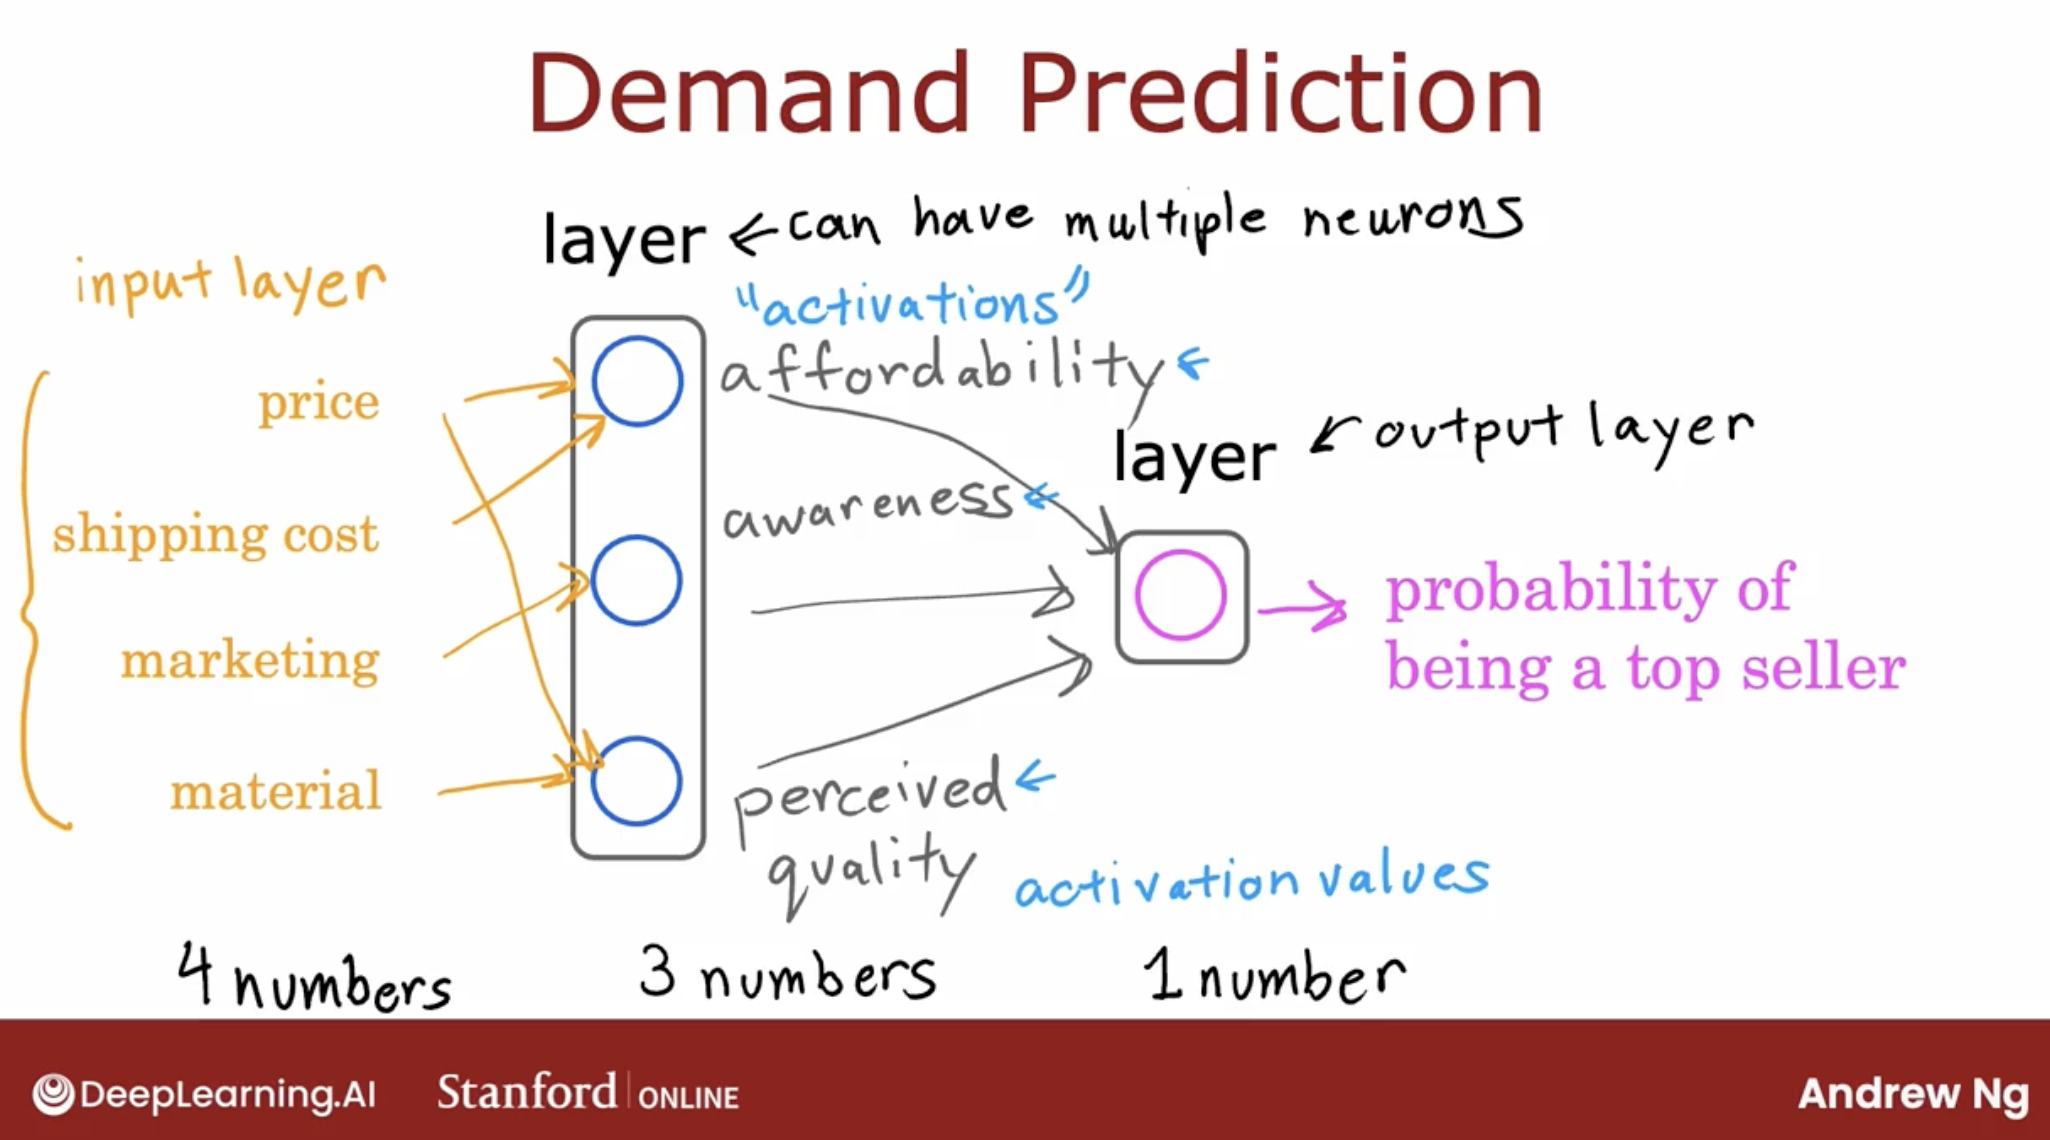 Demand Prediction
layer ← can have multiple neurons
input layer
"activations"
affordability ←
price
layer ← output layer
awareness ←
shipping cost
probability of
being a top seller
marketing
material
perceived ←
quality
activation values
4 numbers
3 numbers
1 number
DeepLearning.AI
Stanford | ONLINE
Andrew Ng